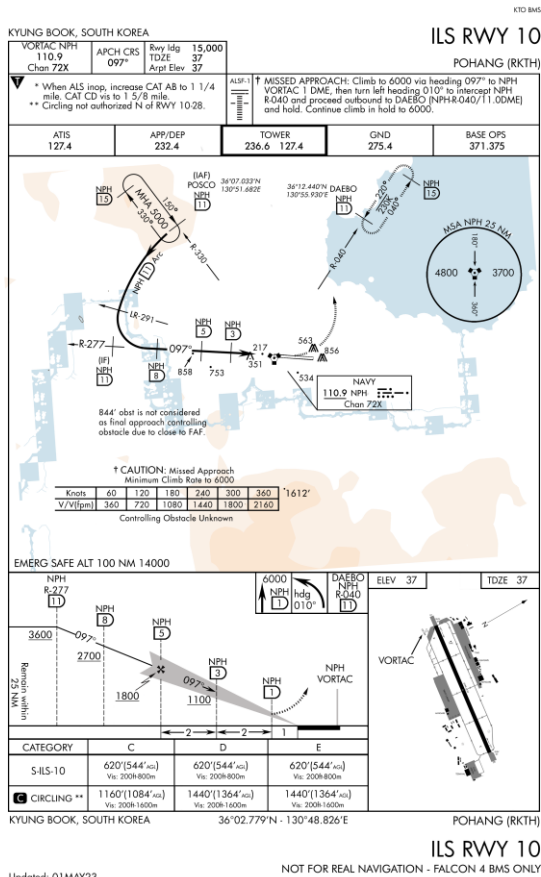 KTO BMS
KYUNG BOOK, SOUTH KOREA
ILS RWY 10
POHANG (RKTH)
VORTAC NPH
110.9
Chan 72X
APCH CRS
097°
Rwy ldg 15,000
TDZE 37
Arpt Elev 37
T
* When ALS inop, increase CAT AB to 1 1/4
mile. CAT CD vis to 1 5/8 mile.
** Circling not authorized N of RWY 10-28.
ALSF-1
† MISSED APPROACH: Climb to 6000 via heading 097° to NPH
VORTAC 1 DME, then turn left heading 010° to intercept NPH
R-040 and proceed outbound to DAEBO (NPH-R-040/11.0DME)
and hold. Continue climb in hold to 6000.
ATIS
127.4
APP/DEP
232.4
TOWER
236.6 127.4
GND
275.4
BASE OPS
371.375
NPH
15
MHA 5000
150°
330°
(IAF)
POSCO
NPH
11
36°07.033'N
130°51.682E
36°12.440'N
130°55.930'E
DAEBO
NPH
11
220°
230K
040°
NPH
15
MSA NPH 25 NM
180°
4800
3700
360°
R-330
R-040
NPH 11 Arc
LR-291
R-277
097°
(IF)
NPH
11
NPH
8
NPH
5
NPH
3
858
753
217
351
563
856
534
NAVY
110.9 NPH
Chan 72X
844' obst is not considered
as final approach controlling
obstacle due to close to FAF.
† CAUTION: Missed Approach
Minimum Climb Rate to 6000
Knots 60 120 180 240 300 360
V/V(fpm) 360 720 1080 1440 1800 2160
Controlling Obstacle Unknown
1612'
EMERG SAFE ALT 100 NM 14000
NPH
R-277
11
NPH
8
NPH
5
NPH
3
NPH
1
6000
NPH
1
hdg
010°
DAEBO
NPH
R-040
11
ELEV 37
TDZE 37
3600
097°
2700
1800
097°
1100
NPH
VORTAC
Remain within
25 NM
2
2
1
VORTAC
N
CATEGORY C D E
S-ILS-10
620'(544'AGL)
Vis: 200ft-800m
620'(544'AGL)
Vis: 200ft-800m
620'(544'AGL)
Vis: 200ft-800m
C CIRCLING **
1160'(1084'AGL)
Vis: 200ft-1600m
1440'(1364'AGL)
Vis: 200ft-1600m
1440'(1364'AGL)
Vis: 200ft-1600m
KYUNG BOOK, SOUTH KOREA
36°02.779'N - 130°48.826'E
POHANG (RKTH)
ILS RWY 10
NOT FOR REAL NAVIGATION - FALCON 4 BMS ONLY
Updated: 01MAY23